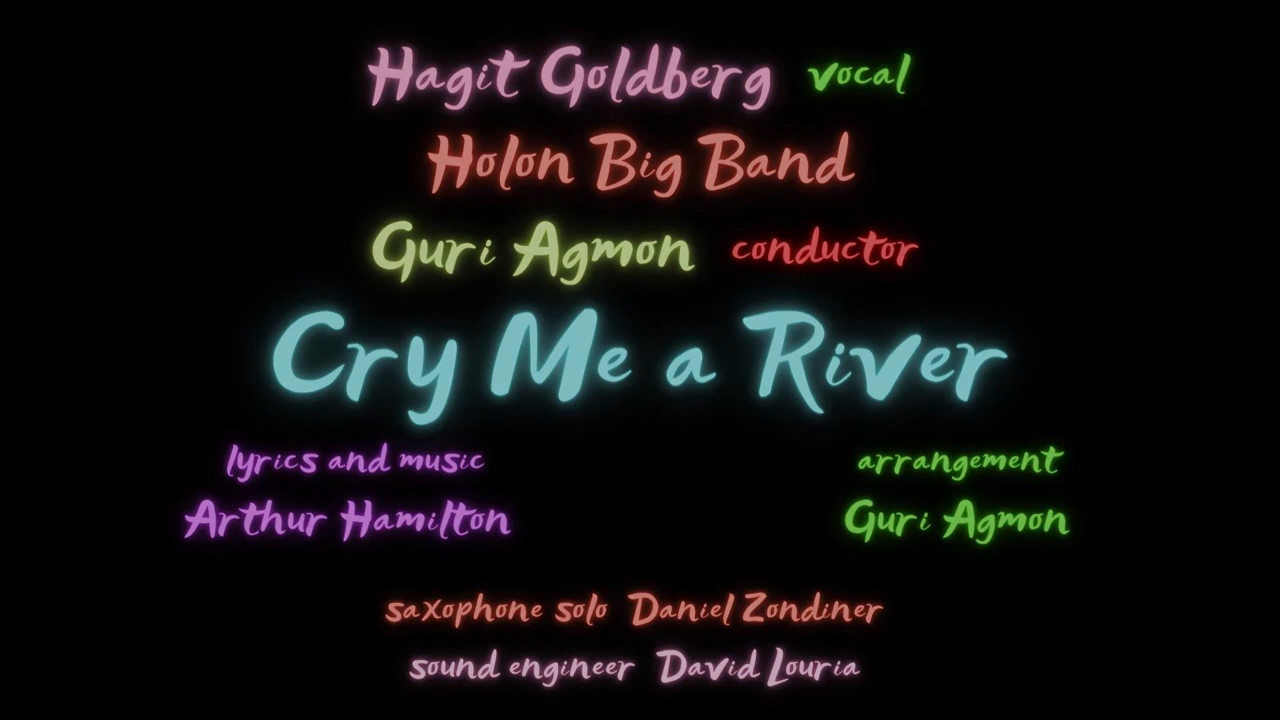 Hagit Goldberg vocal
Holon Big Band
Guri Agmon conductor
Cry Me a River
lyrics and music
Arthur Hamilton
arrangement
Guri Agmon
saxophone solo Daniel Zondiner
sound engineer David Louria